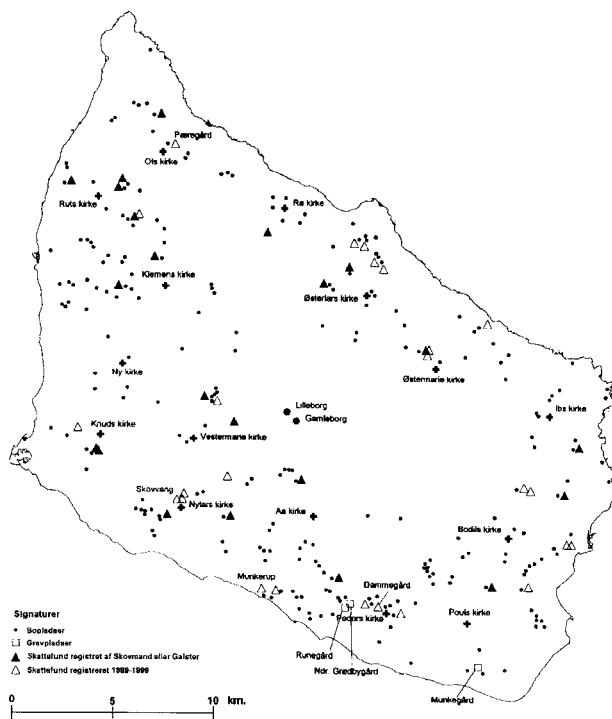 Pæregård
Ols kirke
Ruts kirke
Rø kirke
Klemens kirke
Østerlars kirke
Ny kirke
Østermarie kirke
Lilleborg
Gamleborg
Ibs kirke
Knuds kirke
Vestermarie kirke
Skovvang
Nylars kirke
Aa kirke
Bodils kirke
Munkerup
Dammegård
Peders kirke
Pouls kirke
Runegård
Ndr. Grødbygård
Munkegård
Signaturer
Bopladser
Gravpladser
Skattefund registret af Skovmand eller Galster
Skattefund registreret 1989-1999
0 5 10 km.